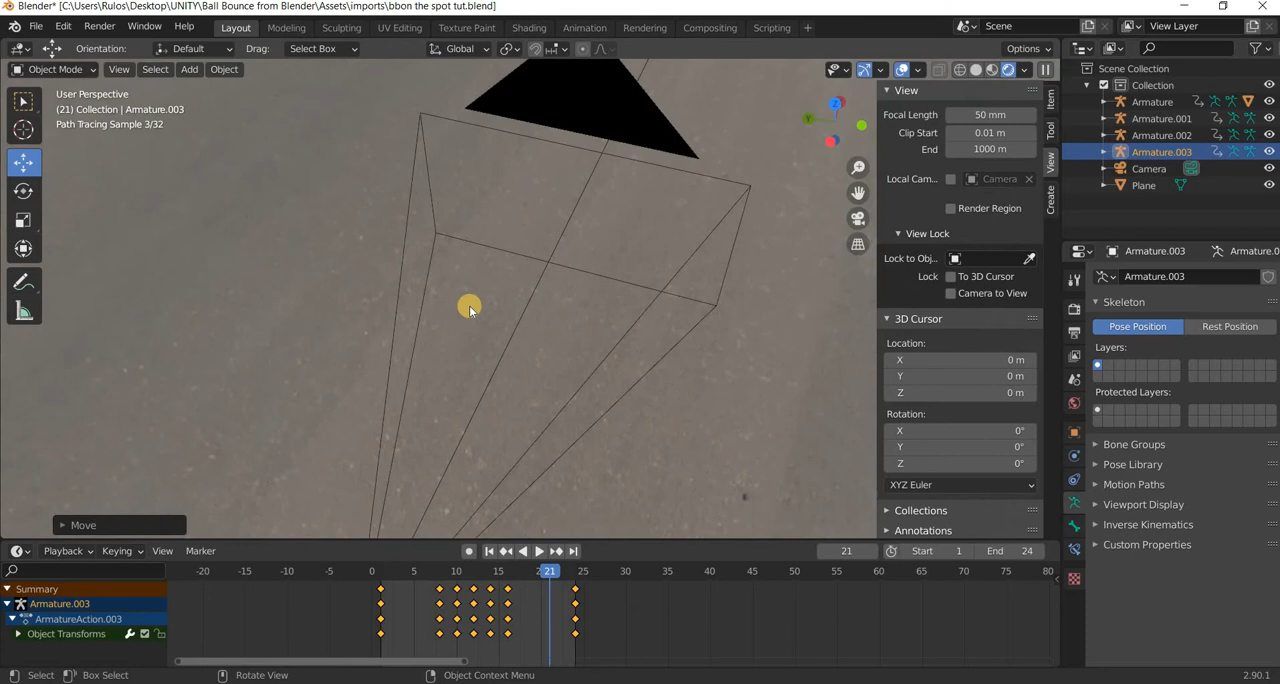 Blender* [C:\Users\Rulos\Desktop\UNITY\Ball Bounce from Blender\Assets\imports\bbon the spot tut.blend]
File Edit Render Window Help Layout Modeling Sculpting UV Editing Texture Paint Shading Animation Rendering Compositing Scripting + Scene View Layer
Orientation: Default Drag: Select Box Global Options
Object Mode View Select Add Object
User Perspective
(21) Collection | Armature.003
Path Tracing Sample 3/32
Z
Y
View
Focal Length 50 mm
Clip Start 0.01 m
End 1000 m
Local Cam... Camera
Render Region
View Lock
Lock to Obj...
Lock To 3D Cursor
Camera to View
3D Cursor
Location:
X 0 m
Y 0 m
Z 0 m
Rotation:
X 0°
Y 0°
Z 0°
XYZ Euler
Collections
Annotations
Item
Tool
View
Create
Scene Collection
Collection
Armature
Armature.001
Armature.002
Armature.003
Camera
Plane
Armature.003 Armature.0
Armature.003
Skeleton
Pose Position Rest Position
Layers:
Protected Layers:
Bone Groups
Pose Library
Motion Paths
Viewport Display
Inverse Kinematics
Custom Properties
Move
Playback Keying View Marker 21 Start 1 End 24
-20 -15 -10 -5 0 5 10 15 2 21 25 30 35 40 45 50 55 60 65 70 75 80
Summary
Armature.003
ArmatureAction.003
Object Transforms
Select Box Select Rotate View Object Context Menu 2.90.1